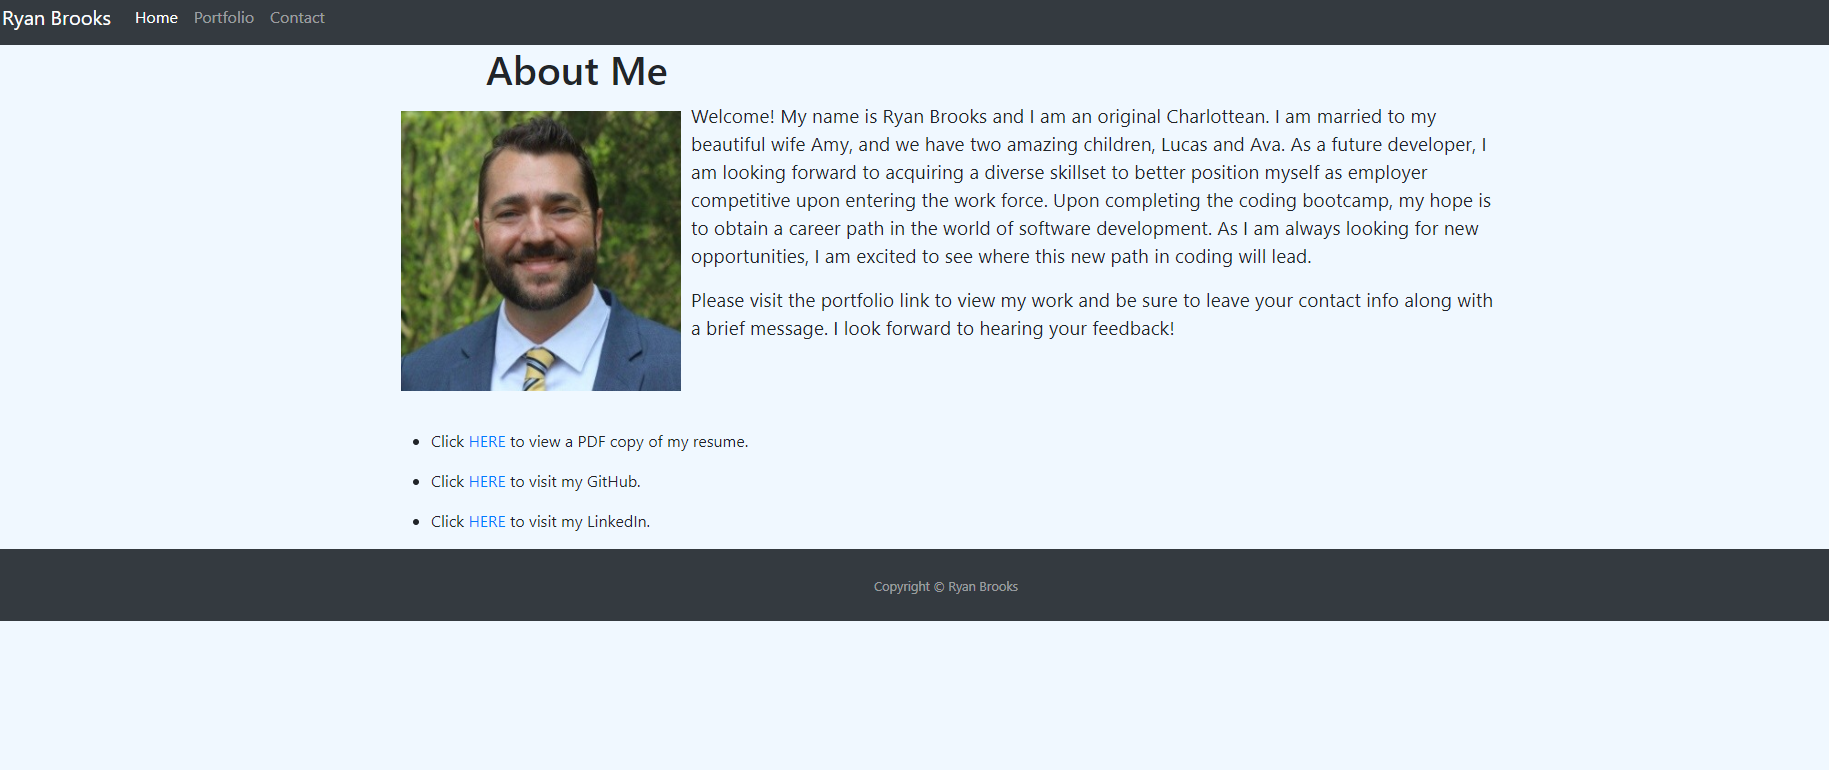 Ryan Brooks Home Portfolio Contact
About Me
Welcome! My name is Ryan Brooks and I am an original Charlottean. I am married to my
beautiful wife Amy, and we have two amazing children, Lucas and Ava. As a future developer, I
am looking forward to acquiring a diverse skillset to better position myself as employer
competitive upon entering the work force. Upon completing the coding bootcamp, my hope is
to obtain a career path in the world of software development. As I am always looking for new
opportunities, I am excited to see where this new path in coding will lead.
Please visit the portfolio link to view my work and be sure to leave your contact info along with
a brief message. I look forward to hearing your feedback!
• Click HERE to view a PDF copy of my resume.
• Click HERE to visit my GitHub.
• Click HERE to visit my LinkedIn.
Copyright © Ryan Brooks